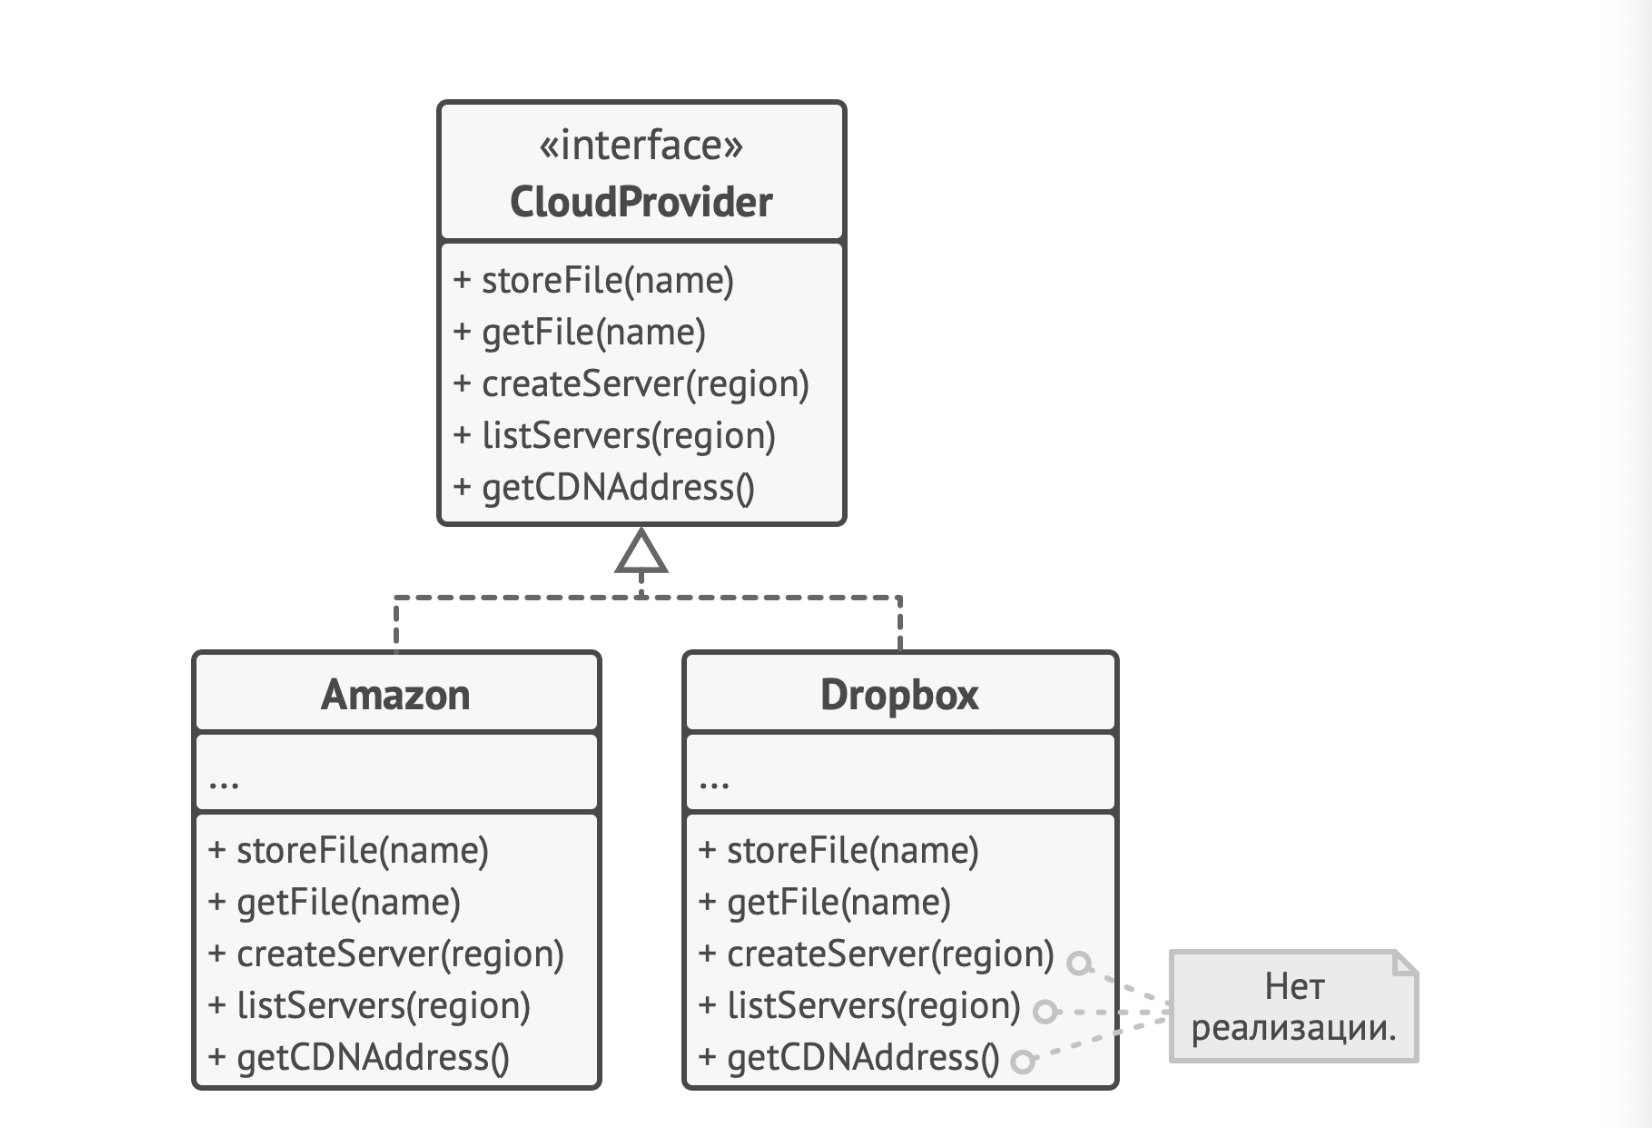 «interface»
CloudProvider
+ storeFile(name)
+ getFile(name)
+ createServer(region)
+ listServers(region)
+ getCDNAddress()
Amazon
...
+ storeFile(name)
+ getFile(name)
+ createServer(region)
+ listServers(region)
+ getCDNAddress()
Dropbox
...
+ storeFile(name)
+ getFile(name)
+ createServer(region)
+ listServers(region)
+ getCDNAddress()
Нет
реализации.